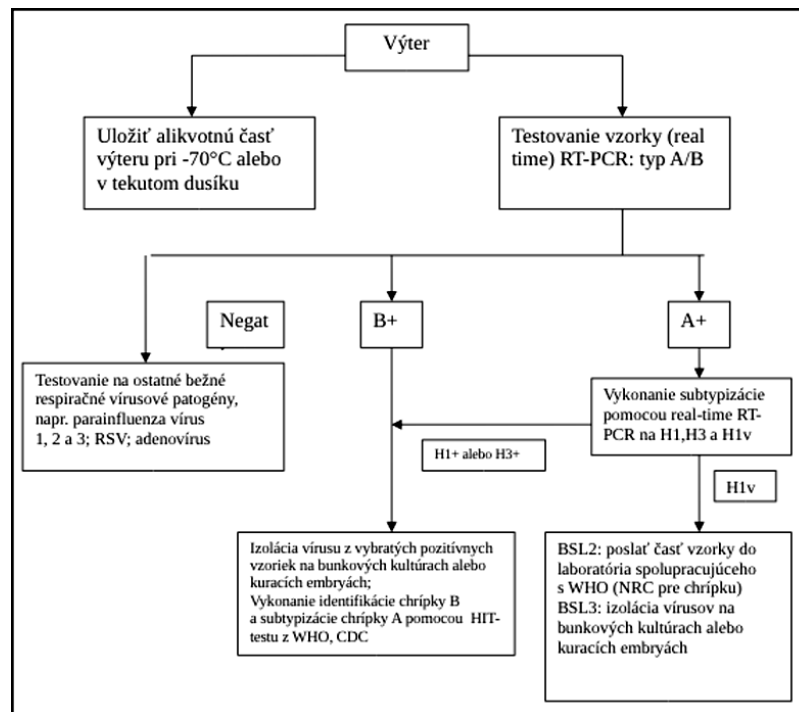 Výter
Uložiť alikvotnú časť
výteru pri -70°C alebo
v tekutom dusíku
Testovanie vzorky (real
time) RT-PCR: typ A/B
Negat
B+
A+
Testovanie na ostatné bežné
respiračné vírusové patogény,
napr. parainfluenza vírus
1, 2 a 3; RSV; adenovírus
Vykonanie subtypizácie
pomocou real-time RT-
PCR na H1,H3 a H1v
H1+ alebo H3+
H1v
Izolácia vírusu z vybratých pozitívnych
vzoriek na bunkových kultúrach alebo
kuracích embryách;
Vykonanie identifikácie chrípky B
a subtypizácie chrípky A pomocou HIT-
testu z WHO, CDC
BSL2: poslať časť vzorky do
laboratória spolupracujúceho
s WHO (NRC pre chrípku)
BSL3: izolácia vírusov na
bunkových kultúrach alebo
kuracích embryách